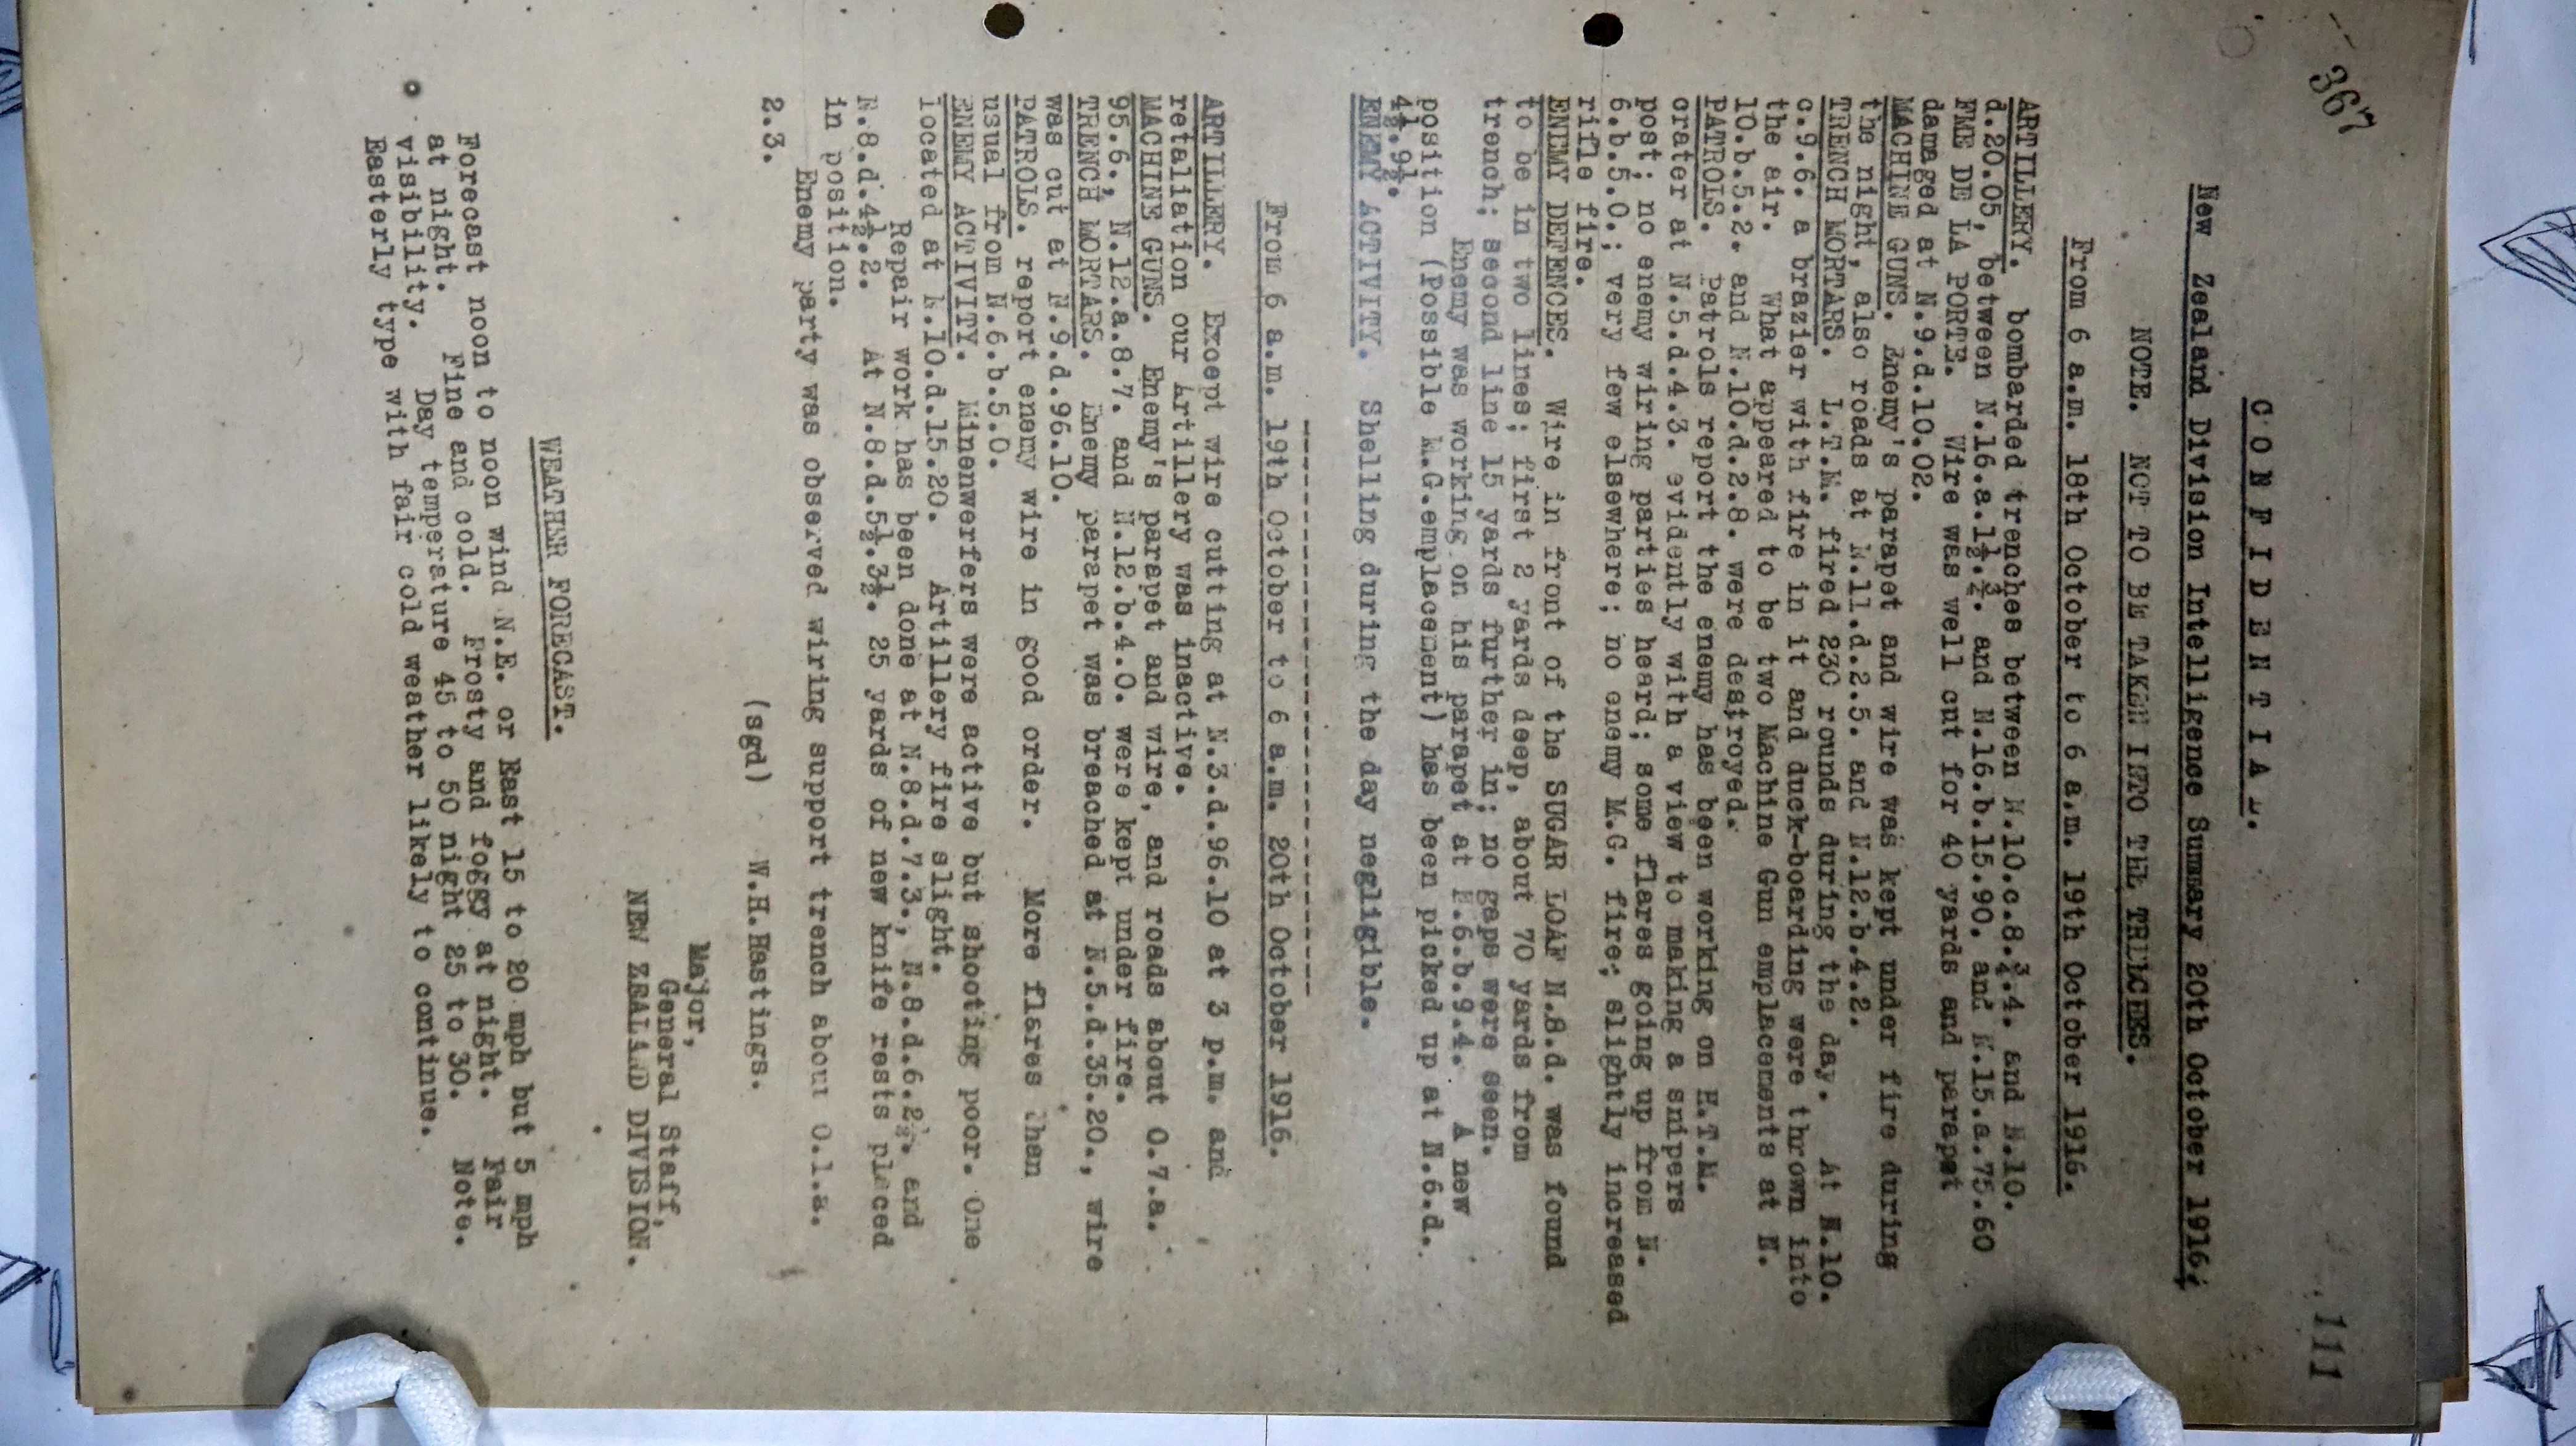 367
111
C O N F I D E N T I A L.
New Zealand Division Intelligence Summary 20th October 1916.
NOTE. NOT TO BE TAKEN INTO THE TRENCHES.
From 6 a.m. 18th October to 6 a.m. 19th October 1916.
ARTILLERY. bombarded trenches between N.10.c.8.¾.4. and N.10.
d.20.05, between N.16.a.1½.¾. and N.16.b.15.90. and N.15.a.75.60
FME DE LA PORTE. Wire was well cut for 40 yards and parapet
damaged at N.9.d.10.02.
MACHINE GUNS. Enemy's parapet and wire was kept under fire during
the night, also roads at N.11.d.2.5. and N.12.b.4.2.
TRENCH MORTARS. L.T.M. fired 230 rounds during the day. At N.10.
c.9.6. a brazier with fire in it and duck-boarding were thrown into
the air. What appeared to be two Machine Gun emplacements at N.
10.b.5.2. and N.10.d.2.8. were destroyed.
PATROLS. Patrols report the enemy has been working on H.T.M.
crater at N.5.d.4.3. evidently with a view to making a snipers
post; no enemy wiring parties heard; some flares going up from N.
6.b.5.0.; very few elsewhere; no enemy M.G. fire; slightly increased
rifle fire.
ENEMY DEFENCES. Wire in front of the SUGAR LOAF N.8.d. was found
to be in two lines; first 2 yards deep, about 70 yards from
trench; second line 15 yards further in; no gaps were seen.
Enemy was working on his parapet at N.6.b.9.4. A new
position (Possible M.G.emplacement) has been picked up at N.6.d.
4½.9½.
ENEMY ACTIVITY. Shelling during the day negligible.
------------------------------
From 6 a.m. 19th October to 6 a.m. 20th October 1916.
ARTILLERY. Except wire cutting at N.3.d.96.10 at 3 p.m. and
retaliation our Artillery was inactive.
MACHINE GUNS. Enemy's parapet and wire, and roads about O.7.a.
95.6., N.12.a.8.7. and N.12.b.4.0. were kept under fire.
TRENCH MORTARS. Enemy parapet was breached at N.5.d.35.20., wire
was cut at N.9.d.96.10.
PATROLS. report enemy wire in good order. More flares than
usual from N.6.b.5.0.
ENEMY ACTIVITY. Minenwerfers were active but shooting poor. One
located at N.10.d.15.20. Artillery fire slight.
Repair work has been done at N.8.d.7.3, N.8.d.6.2½. and
N.8.d.4½.2. At N.8.d.5½.3½. 25 yards of new knife rests placed
in position.
Enemy party was observed wiring support trench about O.1.a.
2.3.
(sgd) W.H.Hastings.
Major,
General Staff,
NEW ZEALAND DIVISION.
WEATHER FORECAST.
Forecast noon to noon wind N.E. or East 15 to 20 mph but 5 mph
at night. Fine and cold. Frosty and foggy at night. Fair
visibility. Day temperature 45 to 50 night 25 to 30. Note.
Easterly type with fair cold weather likely to continue.